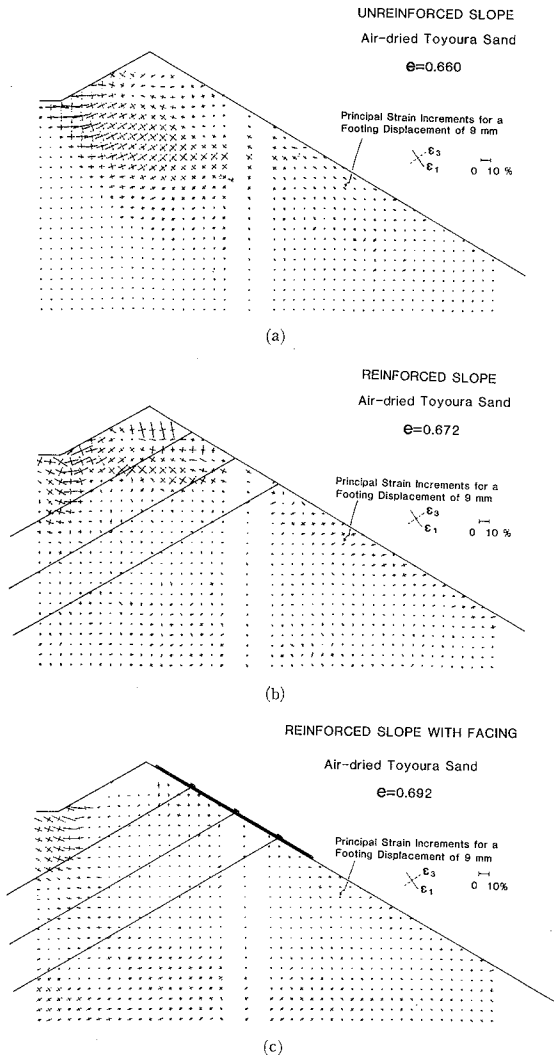 UNREINFORCED SLOPE
Air-dried Toyoura Sand
e=0.660
Principal Strain Increments for a
Footing Displacement of 9 mm
ε3
ε1
0 10 %
(a)
REINFORCED SLOPE
Air-dried Toyoura Sand
e=0.672
Principal Strain Increments for a
Footing Displacement of 9 mm
ε3
ε1
0 10 %
(b)
REINFORCED SLOPE WITH FACING
Air-dried Toyoura Sand
e=0.692
Principal Strain Increments for a
Footing Displacement of 9 mm
ε3
ε1
0 10%
(c)